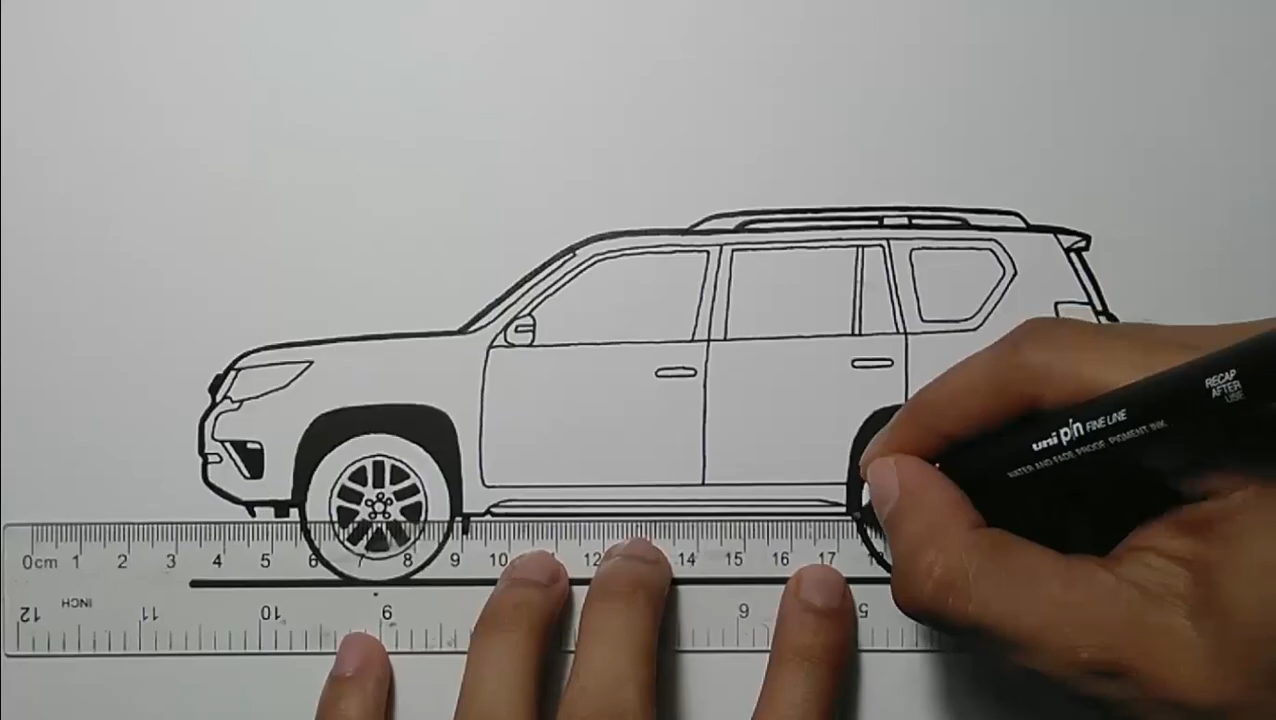 RECAP
AFTER
USE
uni pin FINE LINE
WATER AND FADE PROOF, PIGMENT INK
0cm 1 2 3 4 5 6 7 8 9 10 12 14 15 16 17
12 INCH 11 10 9 6 5